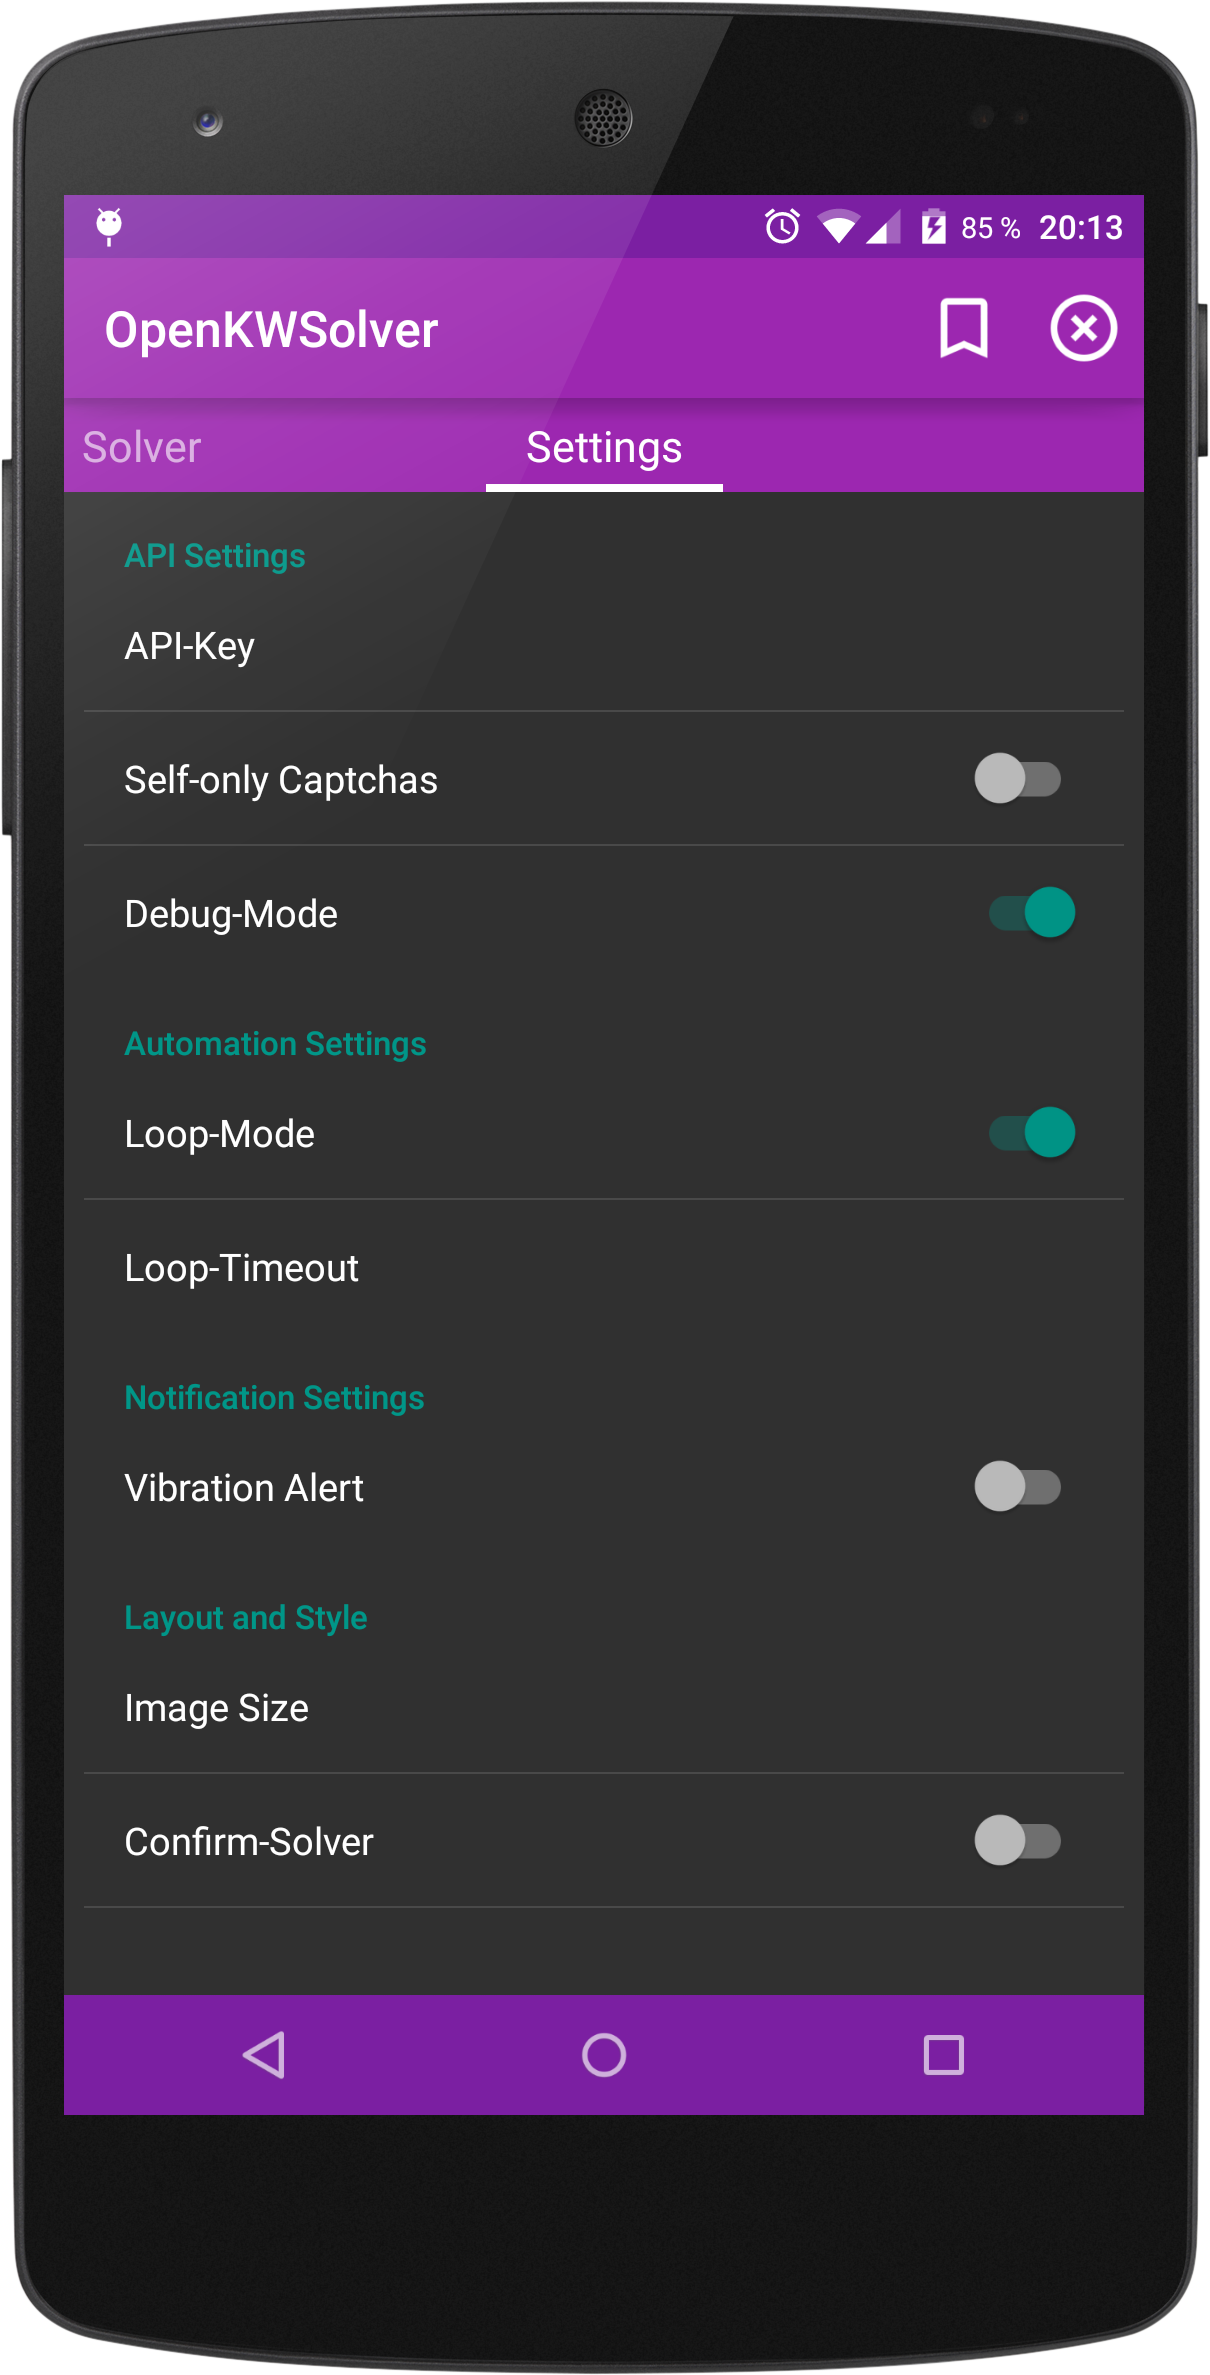 85 % 20:13
OpenKWSolver
Solver Settings
API Settings
API-Key
Self-only Captchas
Debug-Mode
Automation Settings
Loop-Mode
Loop-Timeout
Notification Settings
Vibration Alert
Layout and Style
Image Size
Confirm-Solver